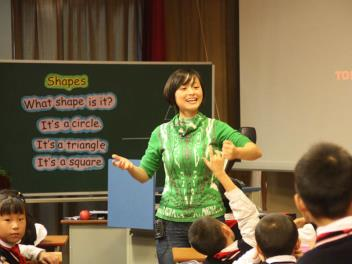 Shapes
What shape is it?
It's a circle
It's a triangle
It's a square